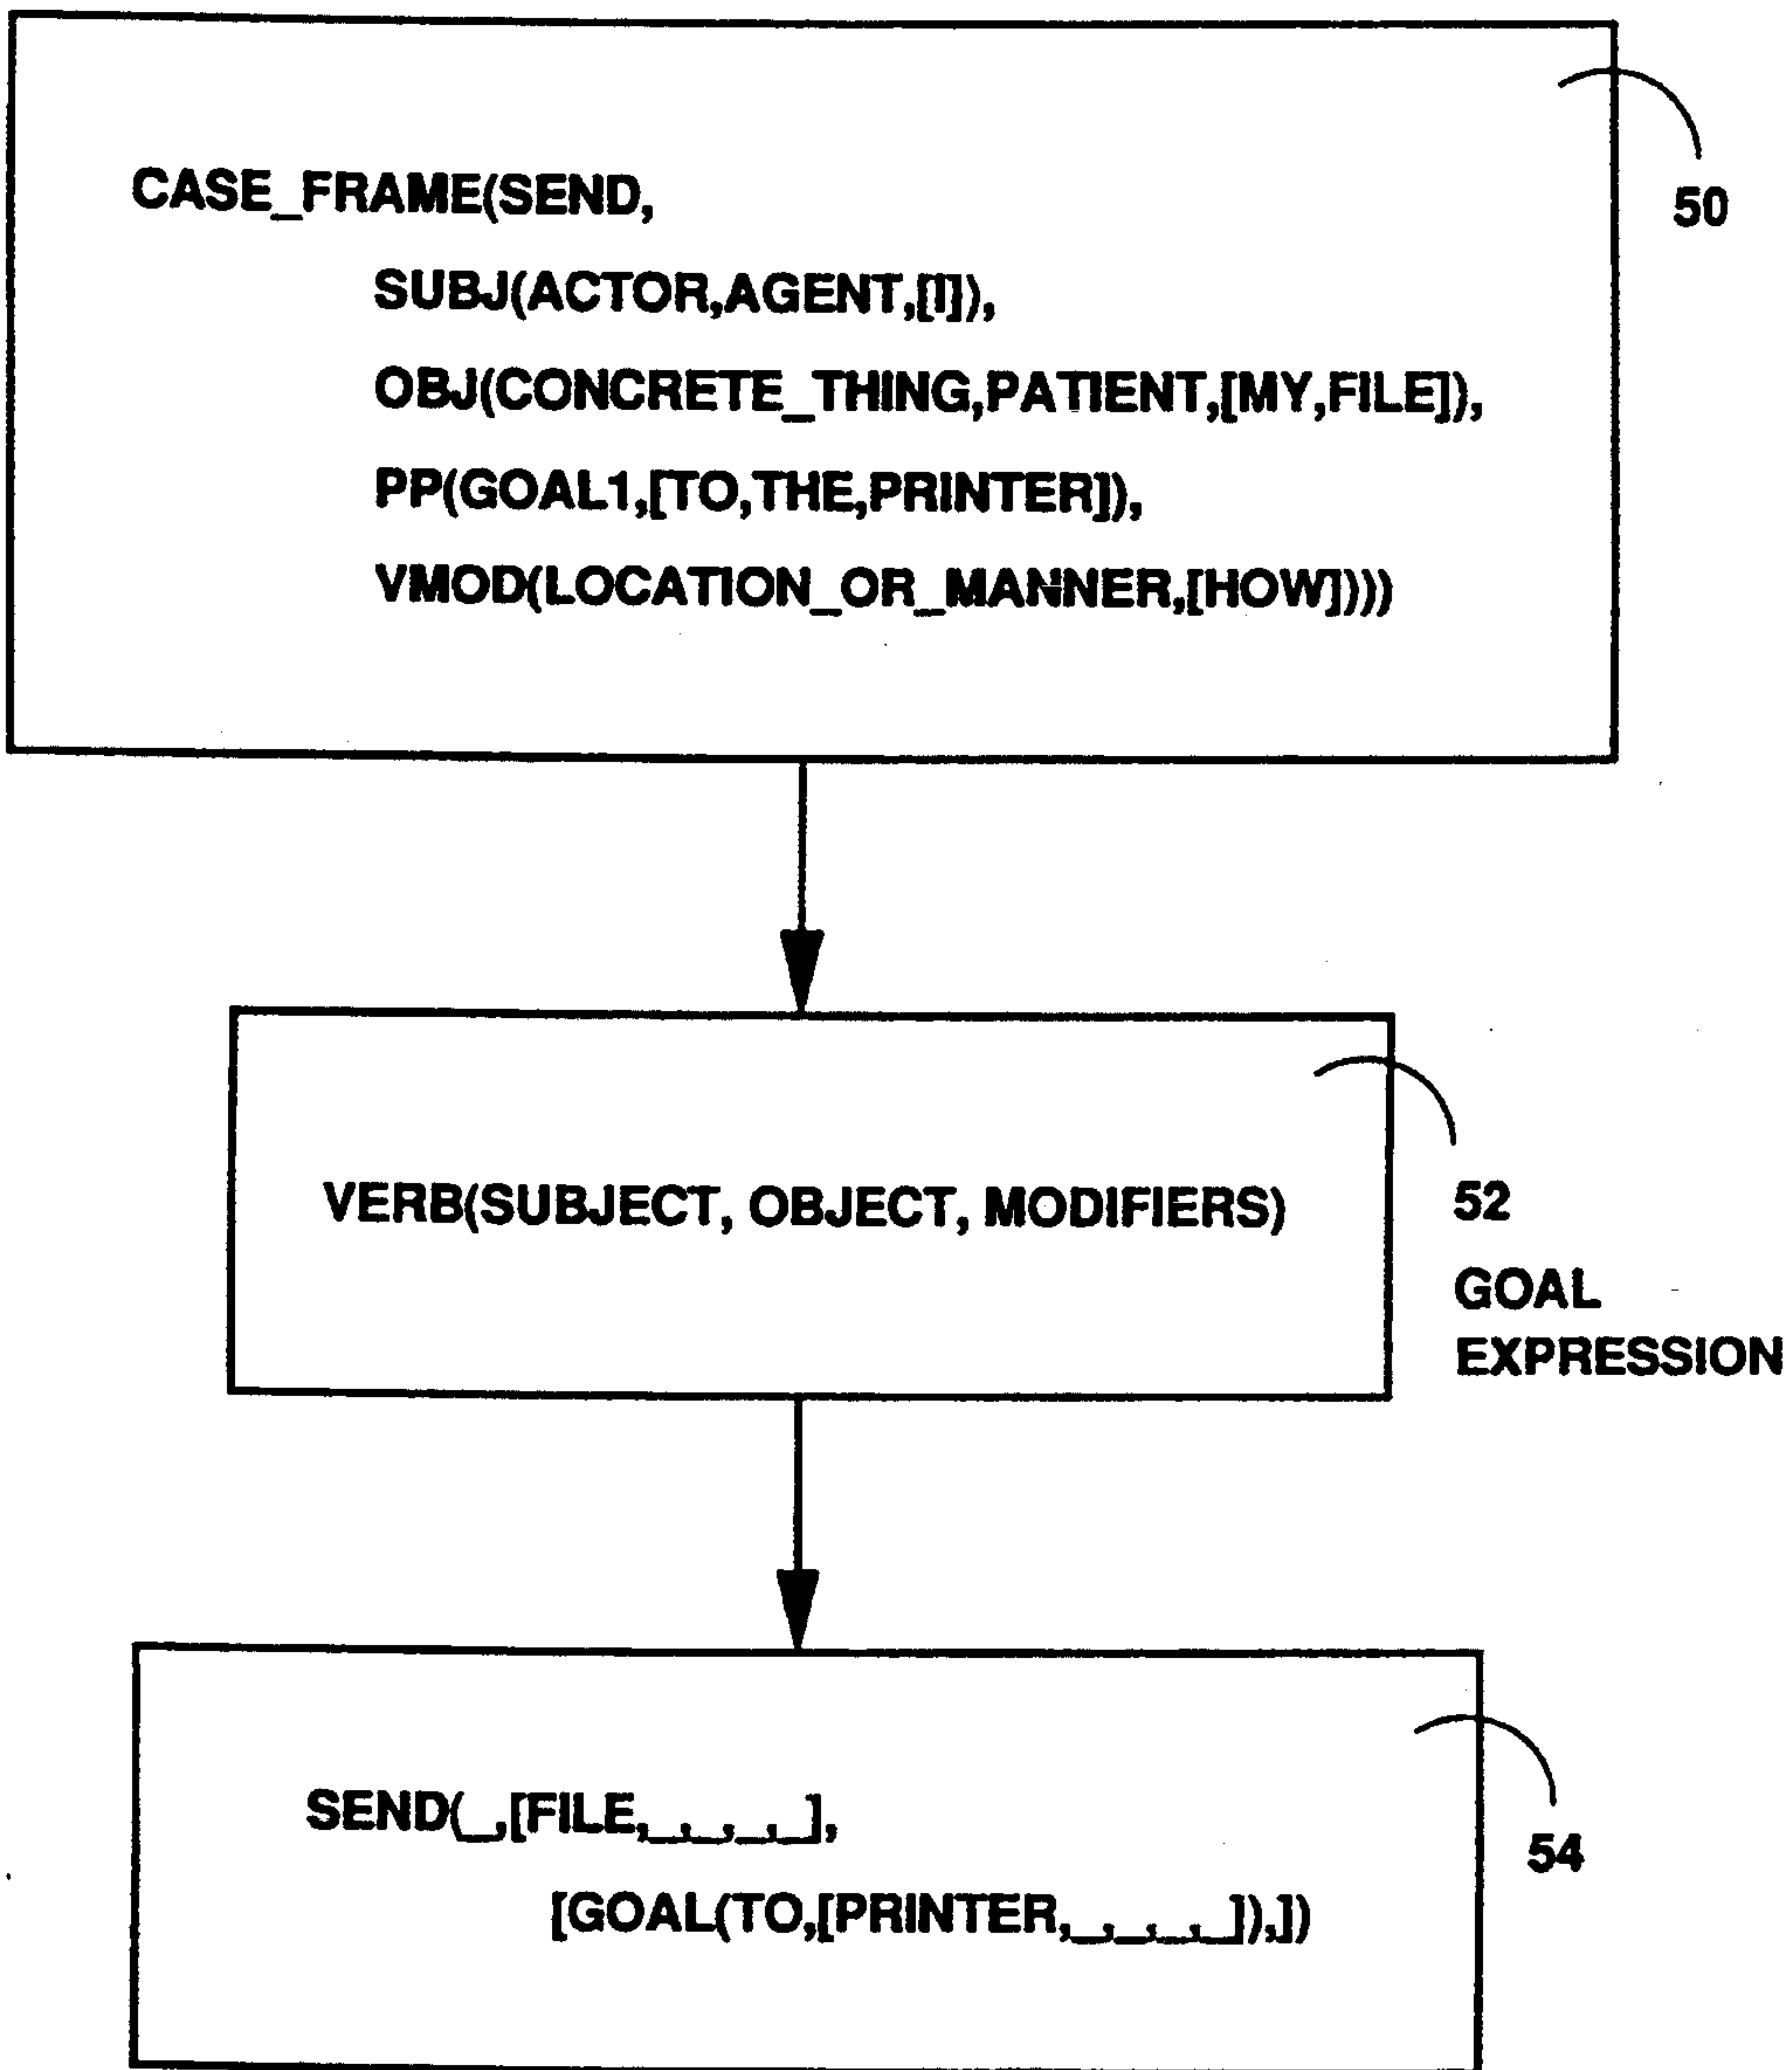 CASE_FRAME(SEND,
50
SUBJ(ACTOR,AGENT,[I]),
OBJ(CONCRETE_THING,PATIENT,[MY,FILE]),
PP(GOAL1,[TO,THE,PRINTER]),
VMOD(LOCATION_OR_MANNER,[HOW])))
VERB(SUBJECT, OBJECT, MODIFIERS)
52
GOAL
EXPRESSION
SEND(_,[FILE,_,_,_,_],
54
[GOAL(TO,[PRINTER,_,_,_,_]),])